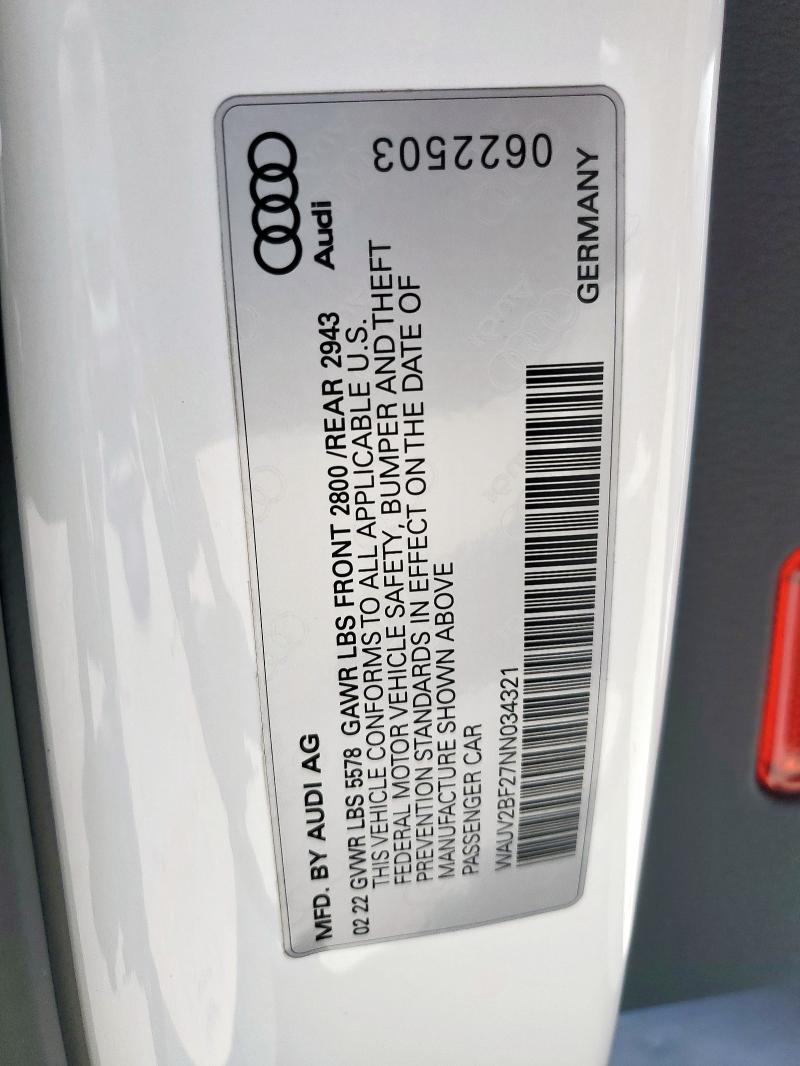 MFD. BY AUDI AG
02 22 GVWR LBS 5578 GAWR LBS FRONT 2800 /REAR 2943
THIS VEHICLE CONFORMS TO ALL APPLICABLE U.S.
FEDERAL MOTOR VEHICLE SAFETY, BUMPER AND THEFT
PREVENTION STANDARDS IN EFFECT ON THE DATE OF
MANUFACTURE SHOWN ABOVE
PASSENGER CAR
WAUV2BF27NN034321
GERMANY
Audi
0622503